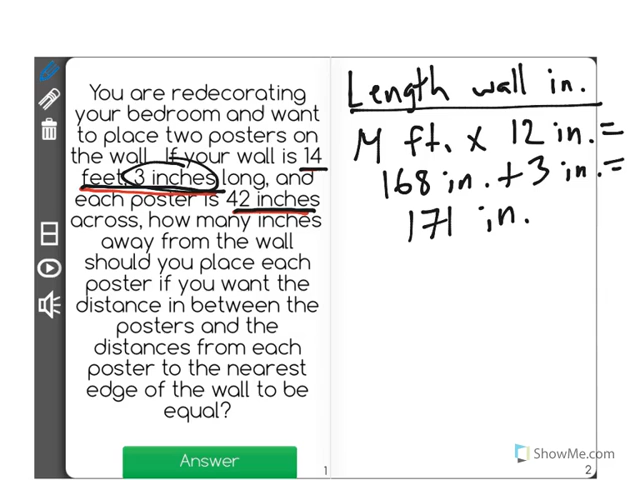 You are redecorating
your bedroom and want
to place two posters on
the wall. If your wall is 14
feet, 3 inches long, and
each poster is 42 inches
across, how many inches
away from the wall
should you place each
poster if you want the
distance in between the
posters and the
distances from each
poster to the nearest
edge of the wall to be
equal?
Answer
1
Length wall in.
14 ft. x 12 in. =
168 in. + 3 in. =
171 in.
ShowMe.com
2